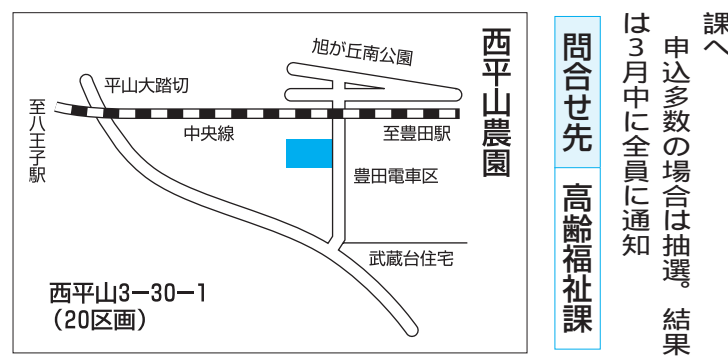 課へ
申込多数の場合は抽選。結果
は3月中に全員に通知
問合せ先 高齢福祉課
西平山農園
旭が丘南公園
平山大踏切
至八王子駅
中央線
至豊田駅
豊田電車区
武蔵台住宅
西平山3-30-1
(20区画)